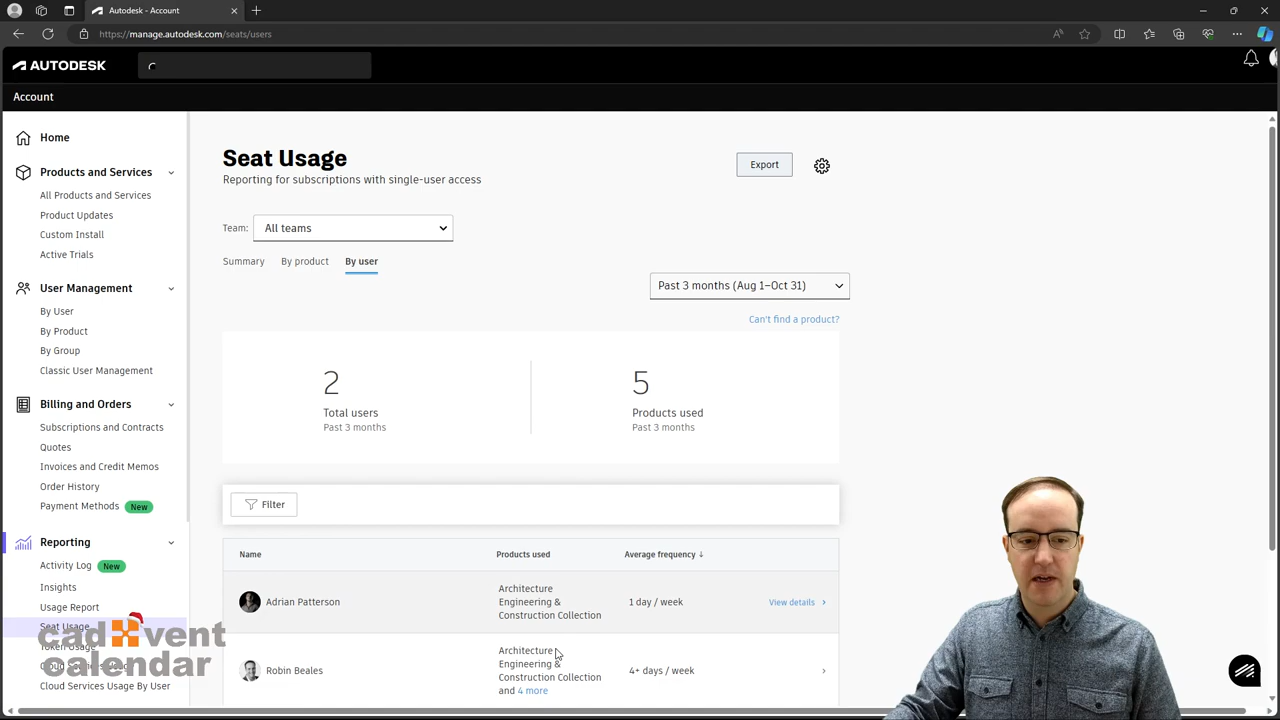 Autodesk - Account
https://manage.autodesk.com/seats/users
AUTODESK
Account
Home
Products and Services
All Products and Services
Product Updates
Custom Install
Active Trials
User Management
By User
By Product
By Group
Classic User Management
Billing and Orders
Subscriptions and Contracts
Quotes
Invoices and Credit Memos
Order History
Payment Methods New
Reporting
Activity Log New
Insights
Usage Report
Seat Usage
Token Usage
Cloud Services Usage
Cloud Services Usage By User
cad vent
calendar
Seat Usage
Reporting for subscriptions with single-user access
Export
Team: All teams
Summary By product By user
Past 3 months (Aug 1–Oct 31)
Can't find a product?
2
Total users
Past 3 months
5
Products used
Past 3 months
Filter
Name Products used Average frequency ↓
Adrian Patterson
Architecture
Engineering &
Construction Collection
1 day / week
View details
Robin Beales
Architecture
Engineering &
Construction Collection
and 4 more
4+ days / week